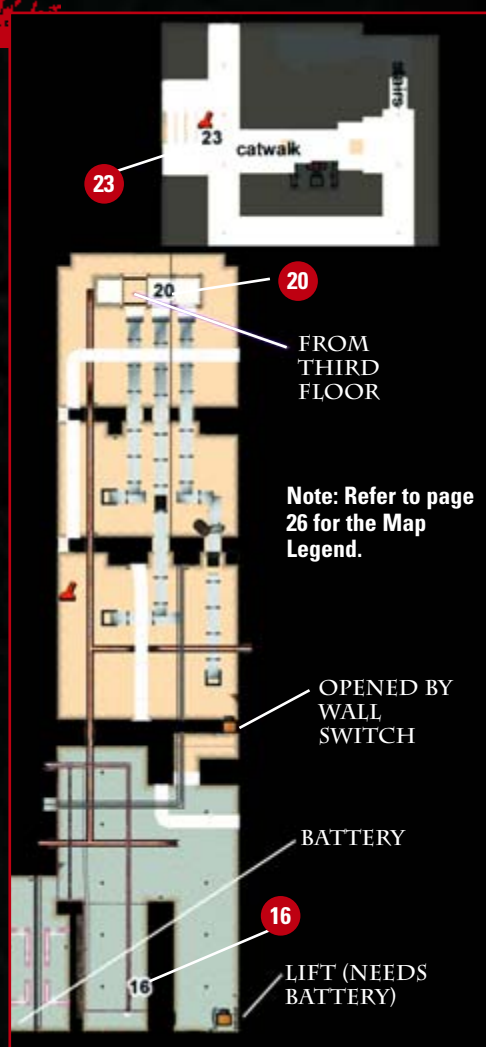 stairs
23
catwalk
23
20
20
FROM
THIRD
FLOOR
Note: Refer to page
26 for the Map
Legend.
OPENED BY
WALL
SWITCH
BATTERY
16
16
LIFT (NEEDS
BATTERY)